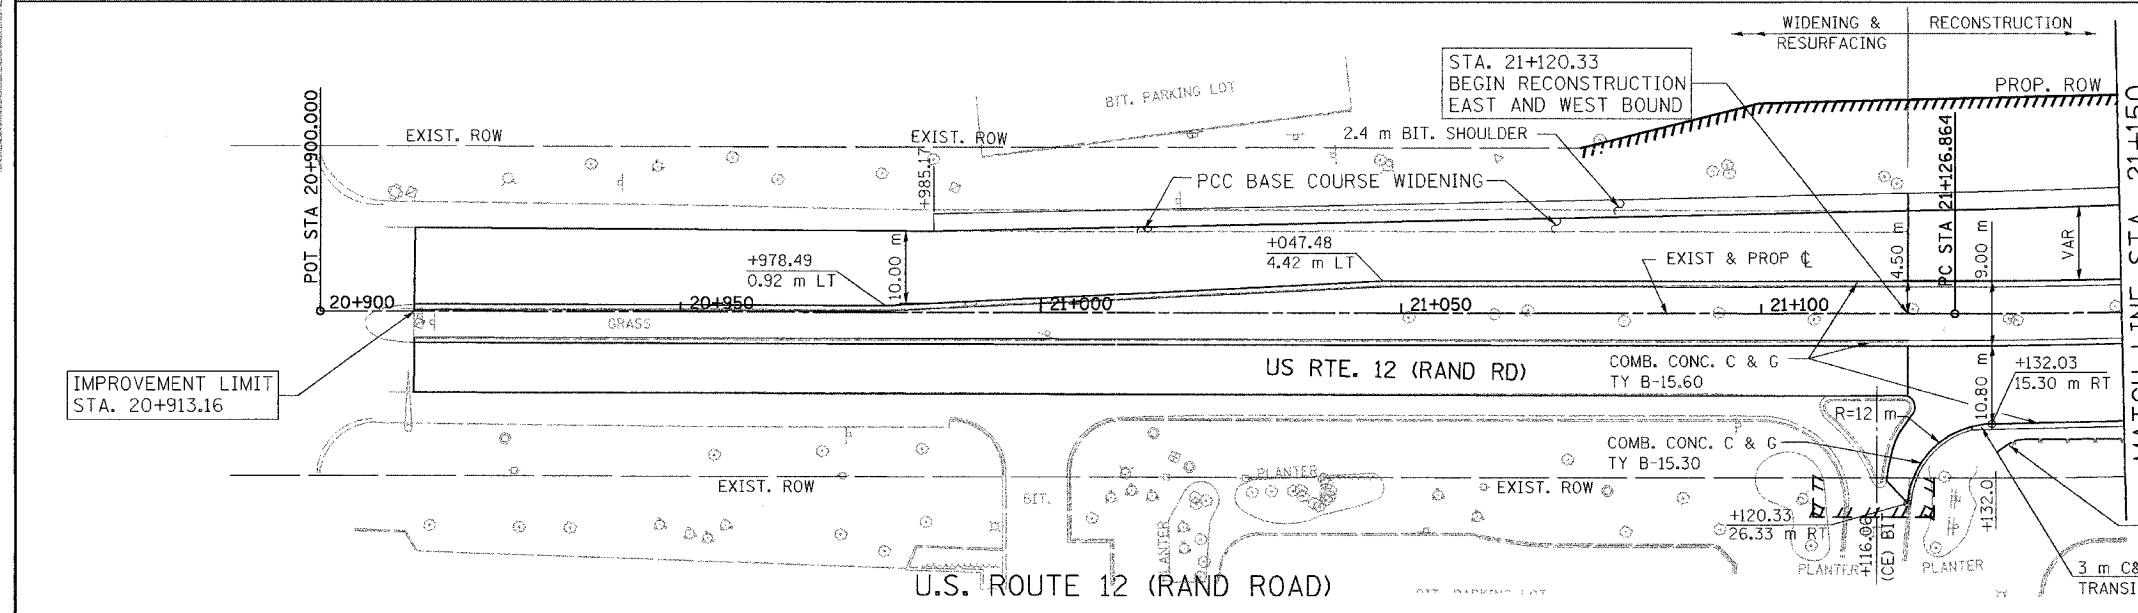 WIDENING &
RESURFACING
RECONSTRUCTION
STA. 21+120.33
BEGIN RECONSTRUCTION
EAST AND WEST BOUND
PROP. ROW
BIT. PARKING LOT
EXIST. ROW
EXIST. ROW
2.4 m BIT. SHOULDER
POT STA 20+900.000
+985.17
PCC BASE COURSE WIDENING
PC STA 21+126.864
21+150
+978.49
0.92 m LT
10.00 m
+047.48
4.42 m LT
EXIST & PROP ℄
4.50 m
9.00 m
VAR
20+900
20+950
21+000
21+050
21+100
GRASS
IMPROVEMENT LIMIT
STA. 20+913.16
US RTE. 12 (RAND RD)
COMB. CONC. C & G
TY B-15.60
+132.03
15.30 m RT
10.80 m
R=12 m
COMB. CONC. C & G
TY B-15.30
EXIST. ROW
BIT.
PLANTER
EXIST. ROW
PLANTER
+120.33
26.33 m RT
+116.06
(CE) BIT
+132.0
PLANTER
PLANTER
3 m C&
TRANSI
U.S. ROUTE 12 (RAND ROAD)